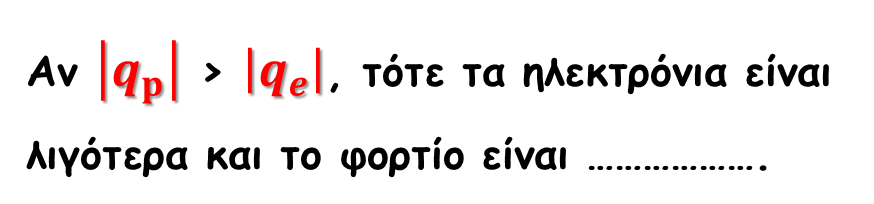 Αν |qp| > |qe|, τότε τα ηλεκτρόνια είναι
λιγότερα και το φορτίο είναι ……………….